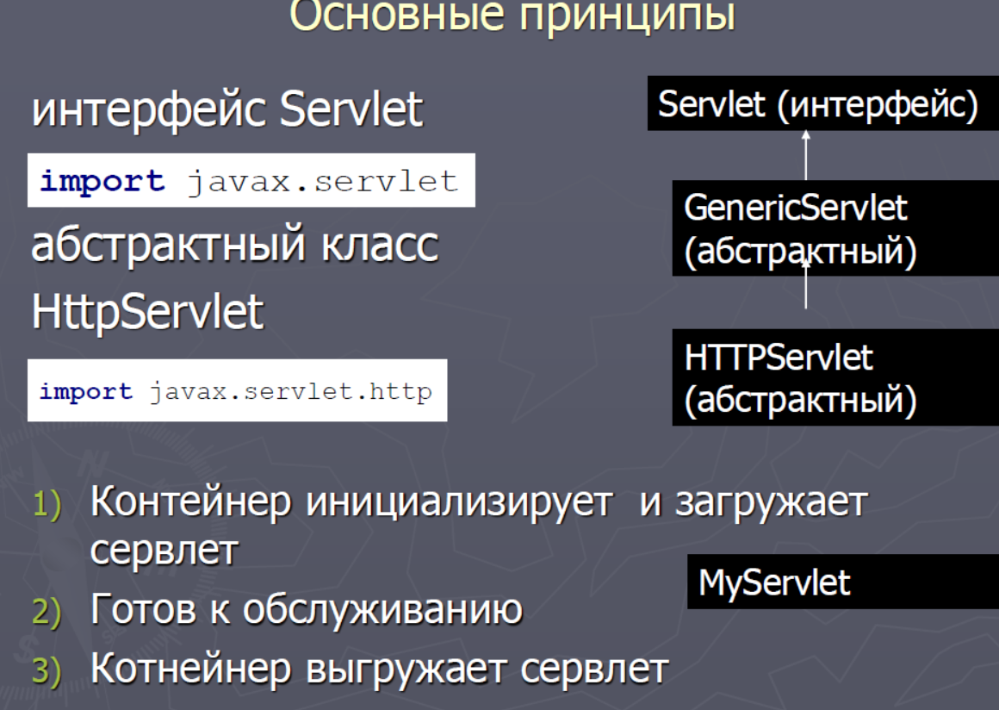 Основные принципы
интерфейс Servlet
import javax.servlet
абстрактный класс
HttpServlet
import javax.servlet.http
Servlet (интерфейс)
GenericServlet
(абстрактный)
HTTPServlet
(абстрактный)
1) Контейнер инициализирует и загружает
сервлет
2) Готов к обслуживанию
3) Котнейнер выгружает сервлет
MyServlet